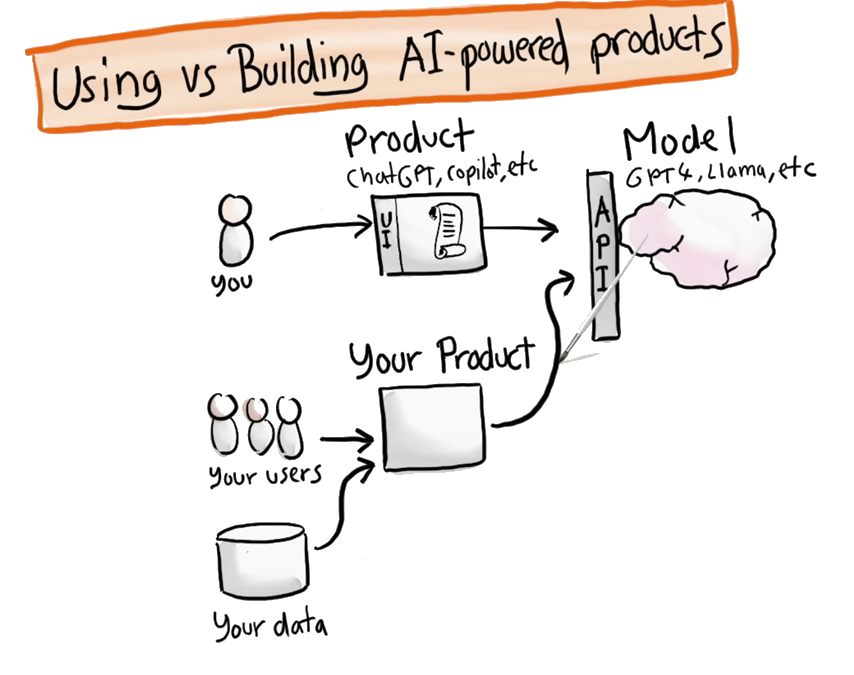 Using vs Building AI-powered products
Product
ChatGPT, copilot, etc
Model
GPT4, Llama, etc
UI
API
you
Your Product
your users
Your data